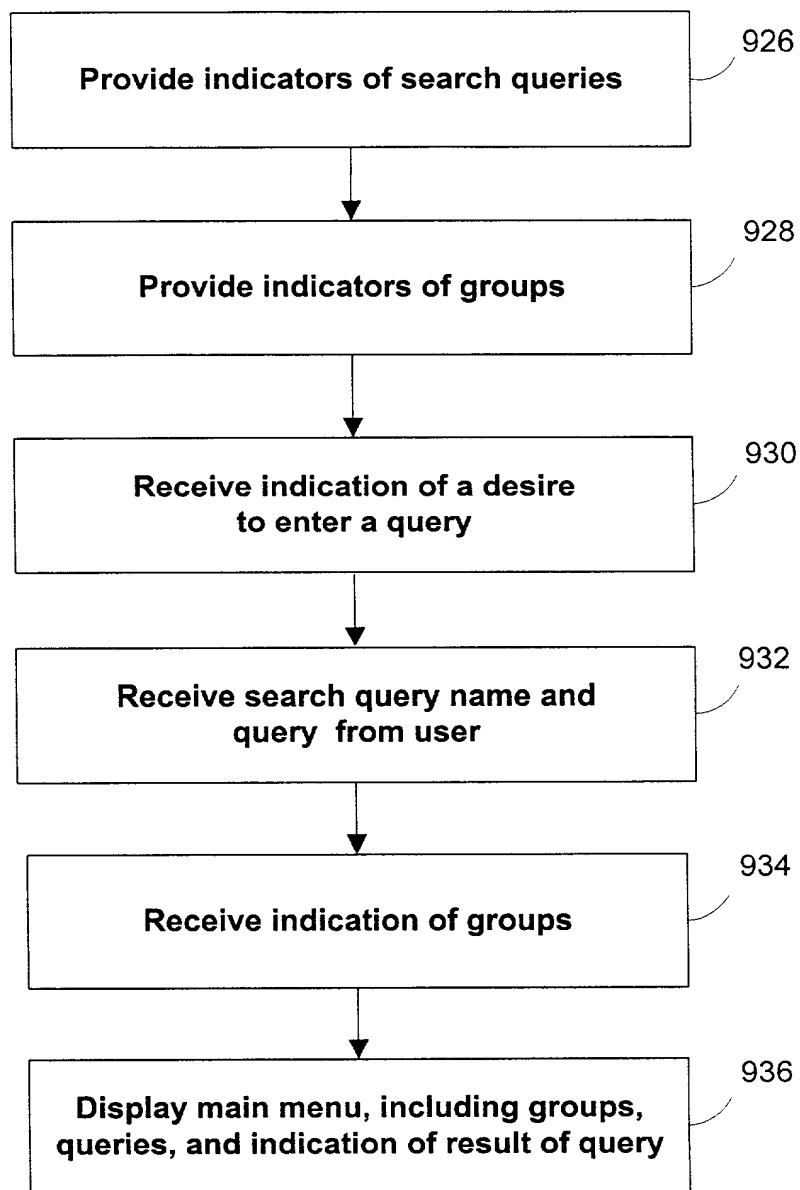 926
Provide indicators of search queries
928
Provide indicators of groups
930
Receive indication of a desire
to enter a query
932
Receive search query name and
query from user
934
Receive indication of groups
936
Display main menu, including groups,
queries, and indication of result of query